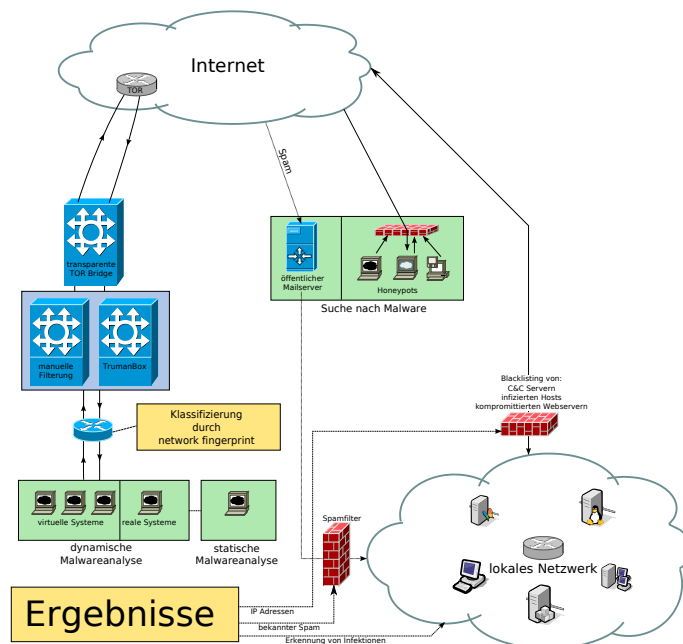 Internet
TOR
Spam
transparente
TOR Bridge
öffentlicher
Mailserver
Honeypots
Suche nach Malware
manuelle
Filterung
TrumanBox
Klassifizierung
durch
network fingerprint
Blacklisting von:
C&C Servern
infizierten Hosts
kompromittierten Webservern
virtuelle Systeme
reale Systeme
dynamische
Malwareanalyse
statische
Malwareanalyse
Spamfilter
lokales Netzwerk
Ergebnisse
IP Adressen
bekannter Spam
Erkennung von Infektionen